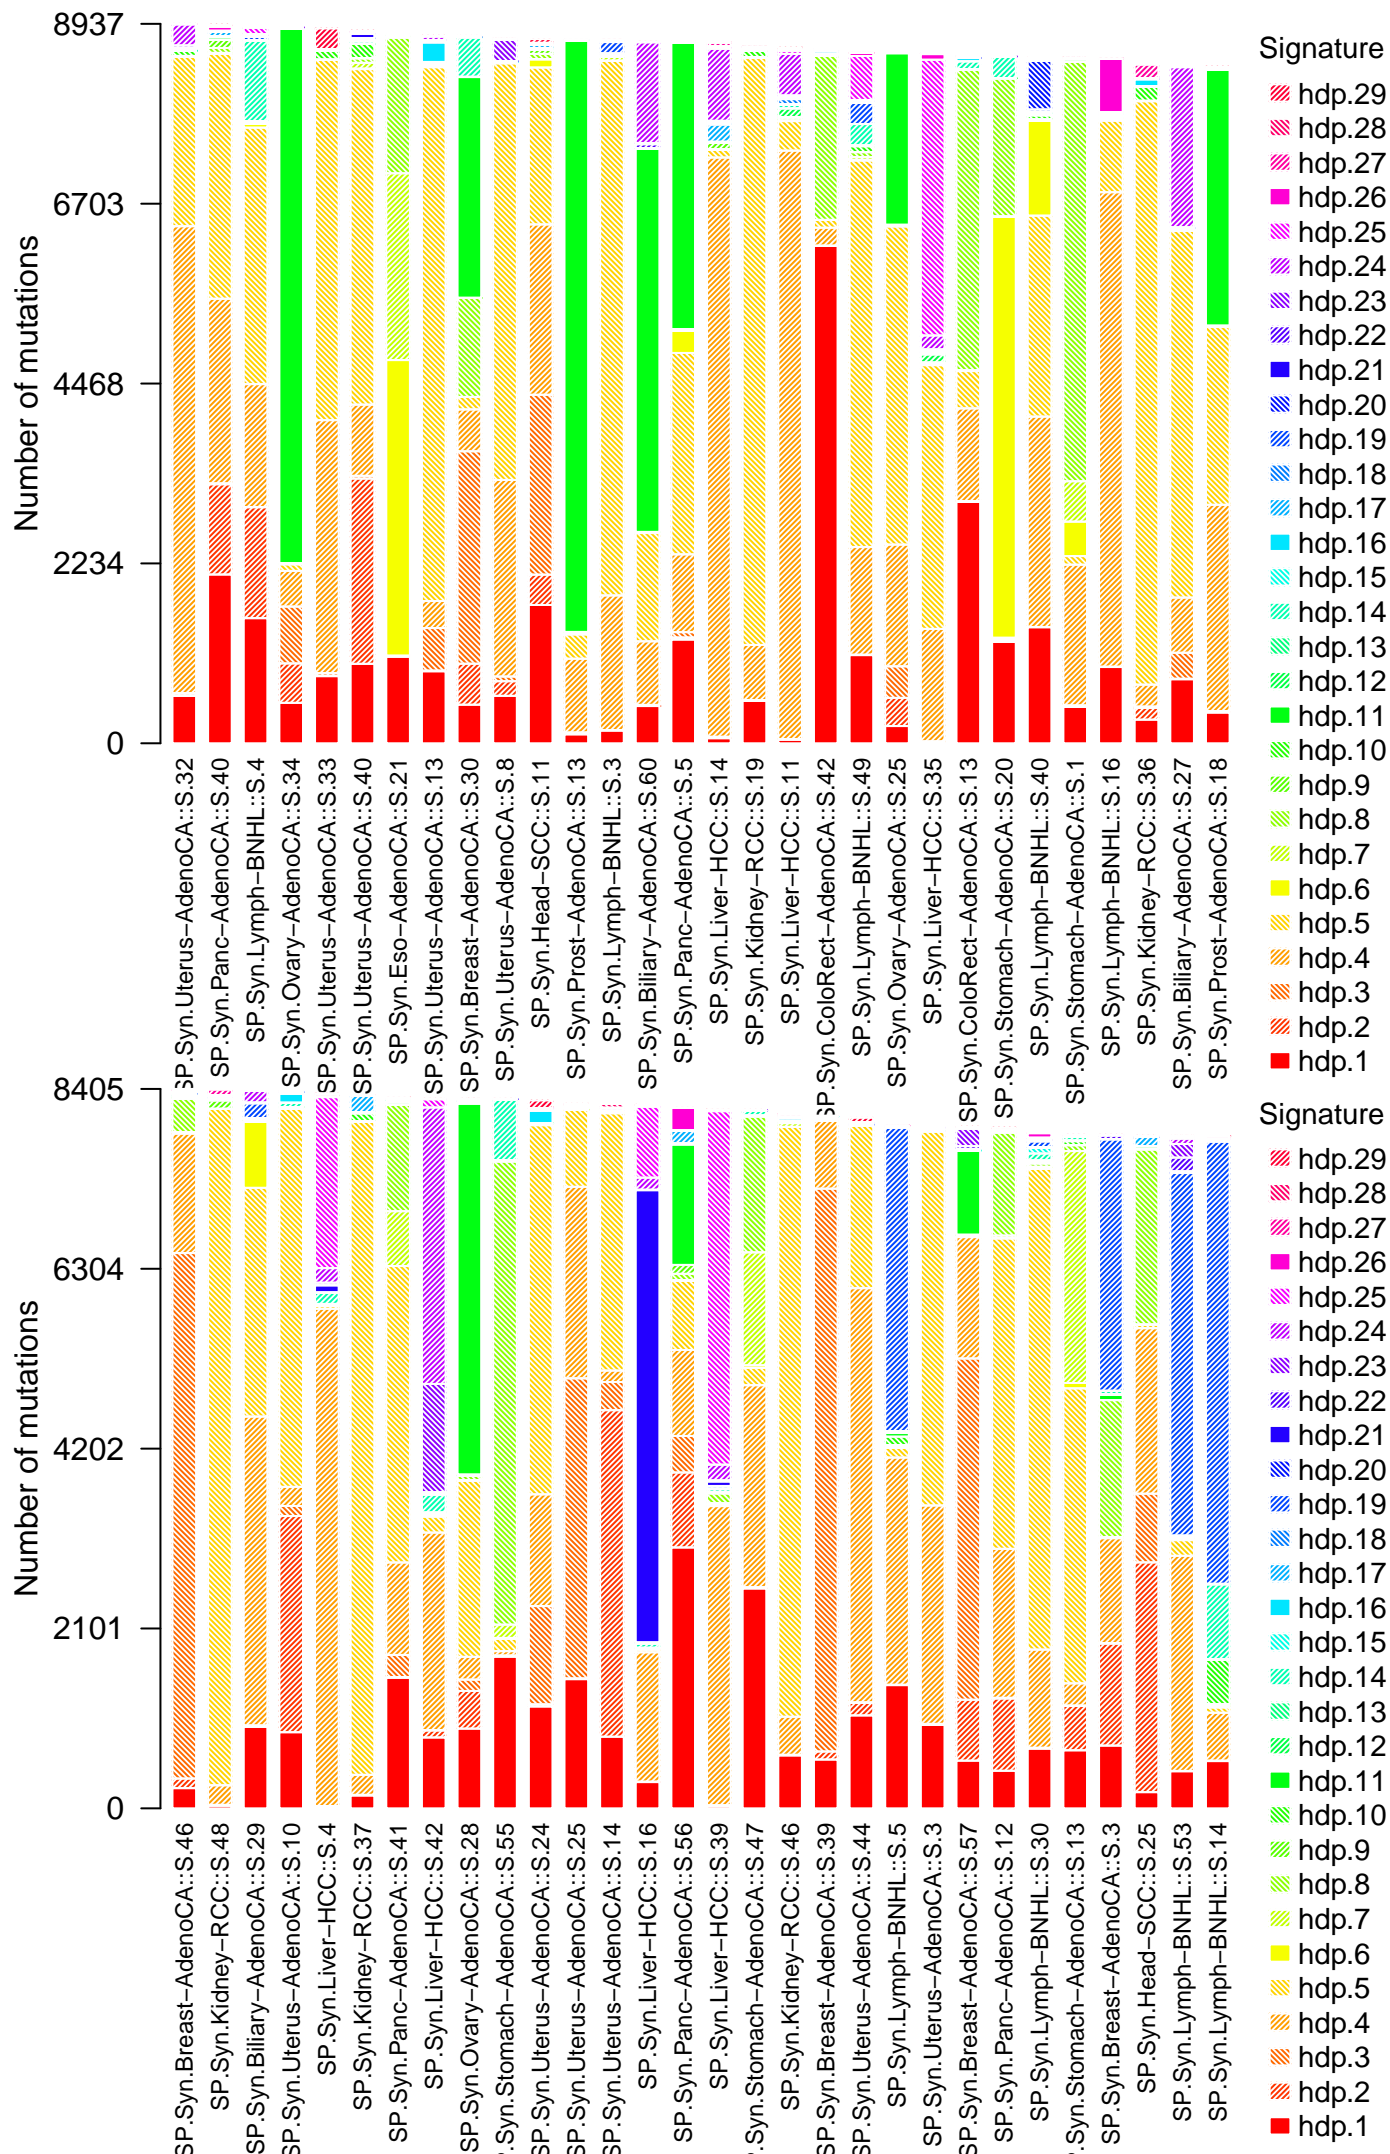 Number of mutations
8937
6703
4468
2234
0
SP.Syn.Uterus−AdenoCA::S.32
SP.Syn.Panc−AdenoCA::S.40
SP.Syn.Lymph−BNHL::S.4
SP.Syn.Ovary−AdenoCA::S.34
SP.Syn.Uterus−AdenoCA::S.33
SP.Syn.Uterus−AdenoCA::S.40
SP.Syn.Eso−AdenoCA::S.21
SP.Syn.Uterus−AdenoCA::S.13
SP.Syn.Breast−AdenoCA::S.30
SP.Syn.Uterus−AdenoCA::S.8
SP.Syn.Head−SCC::S.11
SP.Syn.Prost−AdenoCA::S.13
SP.Syn.Lymph−BNHL::S.3
SP.Syn.Biliary−AdenoCA::S.60
SP.Syn.Panc−AdenoCA::S.5
SP.Syn.Liver−HCC::S.14
SP.Syn.Kidney−RCC::S.19
SP.Syn.Liver−HCC::S.11
SP.Syn.ColoRect−AdenoCA::S.42
SP.Syn.Lymph−BNHL::S.49
SP.Syn.Ovary−AdenoCA::S.25
SP.Syn.Liver−HCC::S.35
SP.Syn.ColoRect−AdenoCA::S.13
SP.Syn.Stomach−AdenoCA::S.20
SP.Syn.Lymph−BNHL::S.40
SP.Syn.Stomach−AdenoCA::S.1
SP.Syn.Lymph−BNHL::S.16
SP.Syn.Kidney−RCC::S.36
SP.Syn.Biliary−AdenoCA::S.27
SP.Syn.Prost−AdenoCA::S.18
Signature
hdp.29
hdp.28
hdp.27
hdp.26
hdp.25
hdp.24
hdp.23
hdp.22
hdp.21
hdp.20
hdp.19
hdp.18
hdp.17
hdp.16
hdp.15
hdp.14
hdp.13
hdp.12
hdp.11
hdp.10
hdp.9
hdp.8
hdp.7
hdp.6
hdp.5
hdp.4
hdp.3
hdp.2
hdp.1
Number of mutations
8405
6304
4202
2101
0
SP.Syn.Breast−AdenoCA::S.46
SP.Syn.Kidney−RCC::S.48
SP.Syn.Biliary−AdenoCA::S.29
SP.Syn.Uterus−AdenoCA::S.10
SP.Syn.Liver−HCC::S.4
SP.Syn.Kidney−RCC::S.37
SP.Syn.Panc−AdenoCA::S.41
SP.Syn.Liver−HCC::S.42
SP.Syn.Ovary−AdenoCA::S.28
SP.Syn.Stomach−AdenoCA::S.55
SP.Syn.Uterus−AdenoCA::S.24
SP.Syn.Uterus−AdenoCA::S.25
SP.Syn.Uterus−AdenoCA::S.14
SP.Syn.Liver−HCC::S.16
SP.Syn.Panc−AdenoCA::S.56
SP.Syn.Liver−HCC::S.39
SP.Syn.Stomach−AdenoCA::S.47
SP.Syn.Kidney−RCC::S.46
SP.Syn.Breast−AdenoCA::S.39
SP.Syn.Uterus−AdenoCA::S.44
SP.Syn.Lymph−BNHL::S.5
SP.Syn.Uterus−AdenoCA::S.3
SP.Syn.Breast−AdenoCA::S.57
SP.Syn.Panc−AdenoCA::S.12
SP.Syn.Lymph−BNHL::S.30
SP.Syn.Stomach−AdenoCA::S.13
SP.Syn.Breast−AdenoCA::S.3
SP.Syn.Head−SCC::S.25
SP.Syn.Lymph−BNHL::S.53
SP.Syn.Lymph−BNHL::S.14
Signature
hdp.29
hdp.28
hdp.27
hdp.26
hdp.25
hdp.24
hdp.23
hdp.22
hdp.21
hdp.20
hdp.19
hdp.18
hdp.17
hdp.16
hdp.15
hdp.14
hdp.13
hdp.12
hdp.11
hdp.10
hdp.9
hdp.8
hdp.7
hdp.6
hdp.5
hdp.4
hdp.3
hdp.2
hdp.1